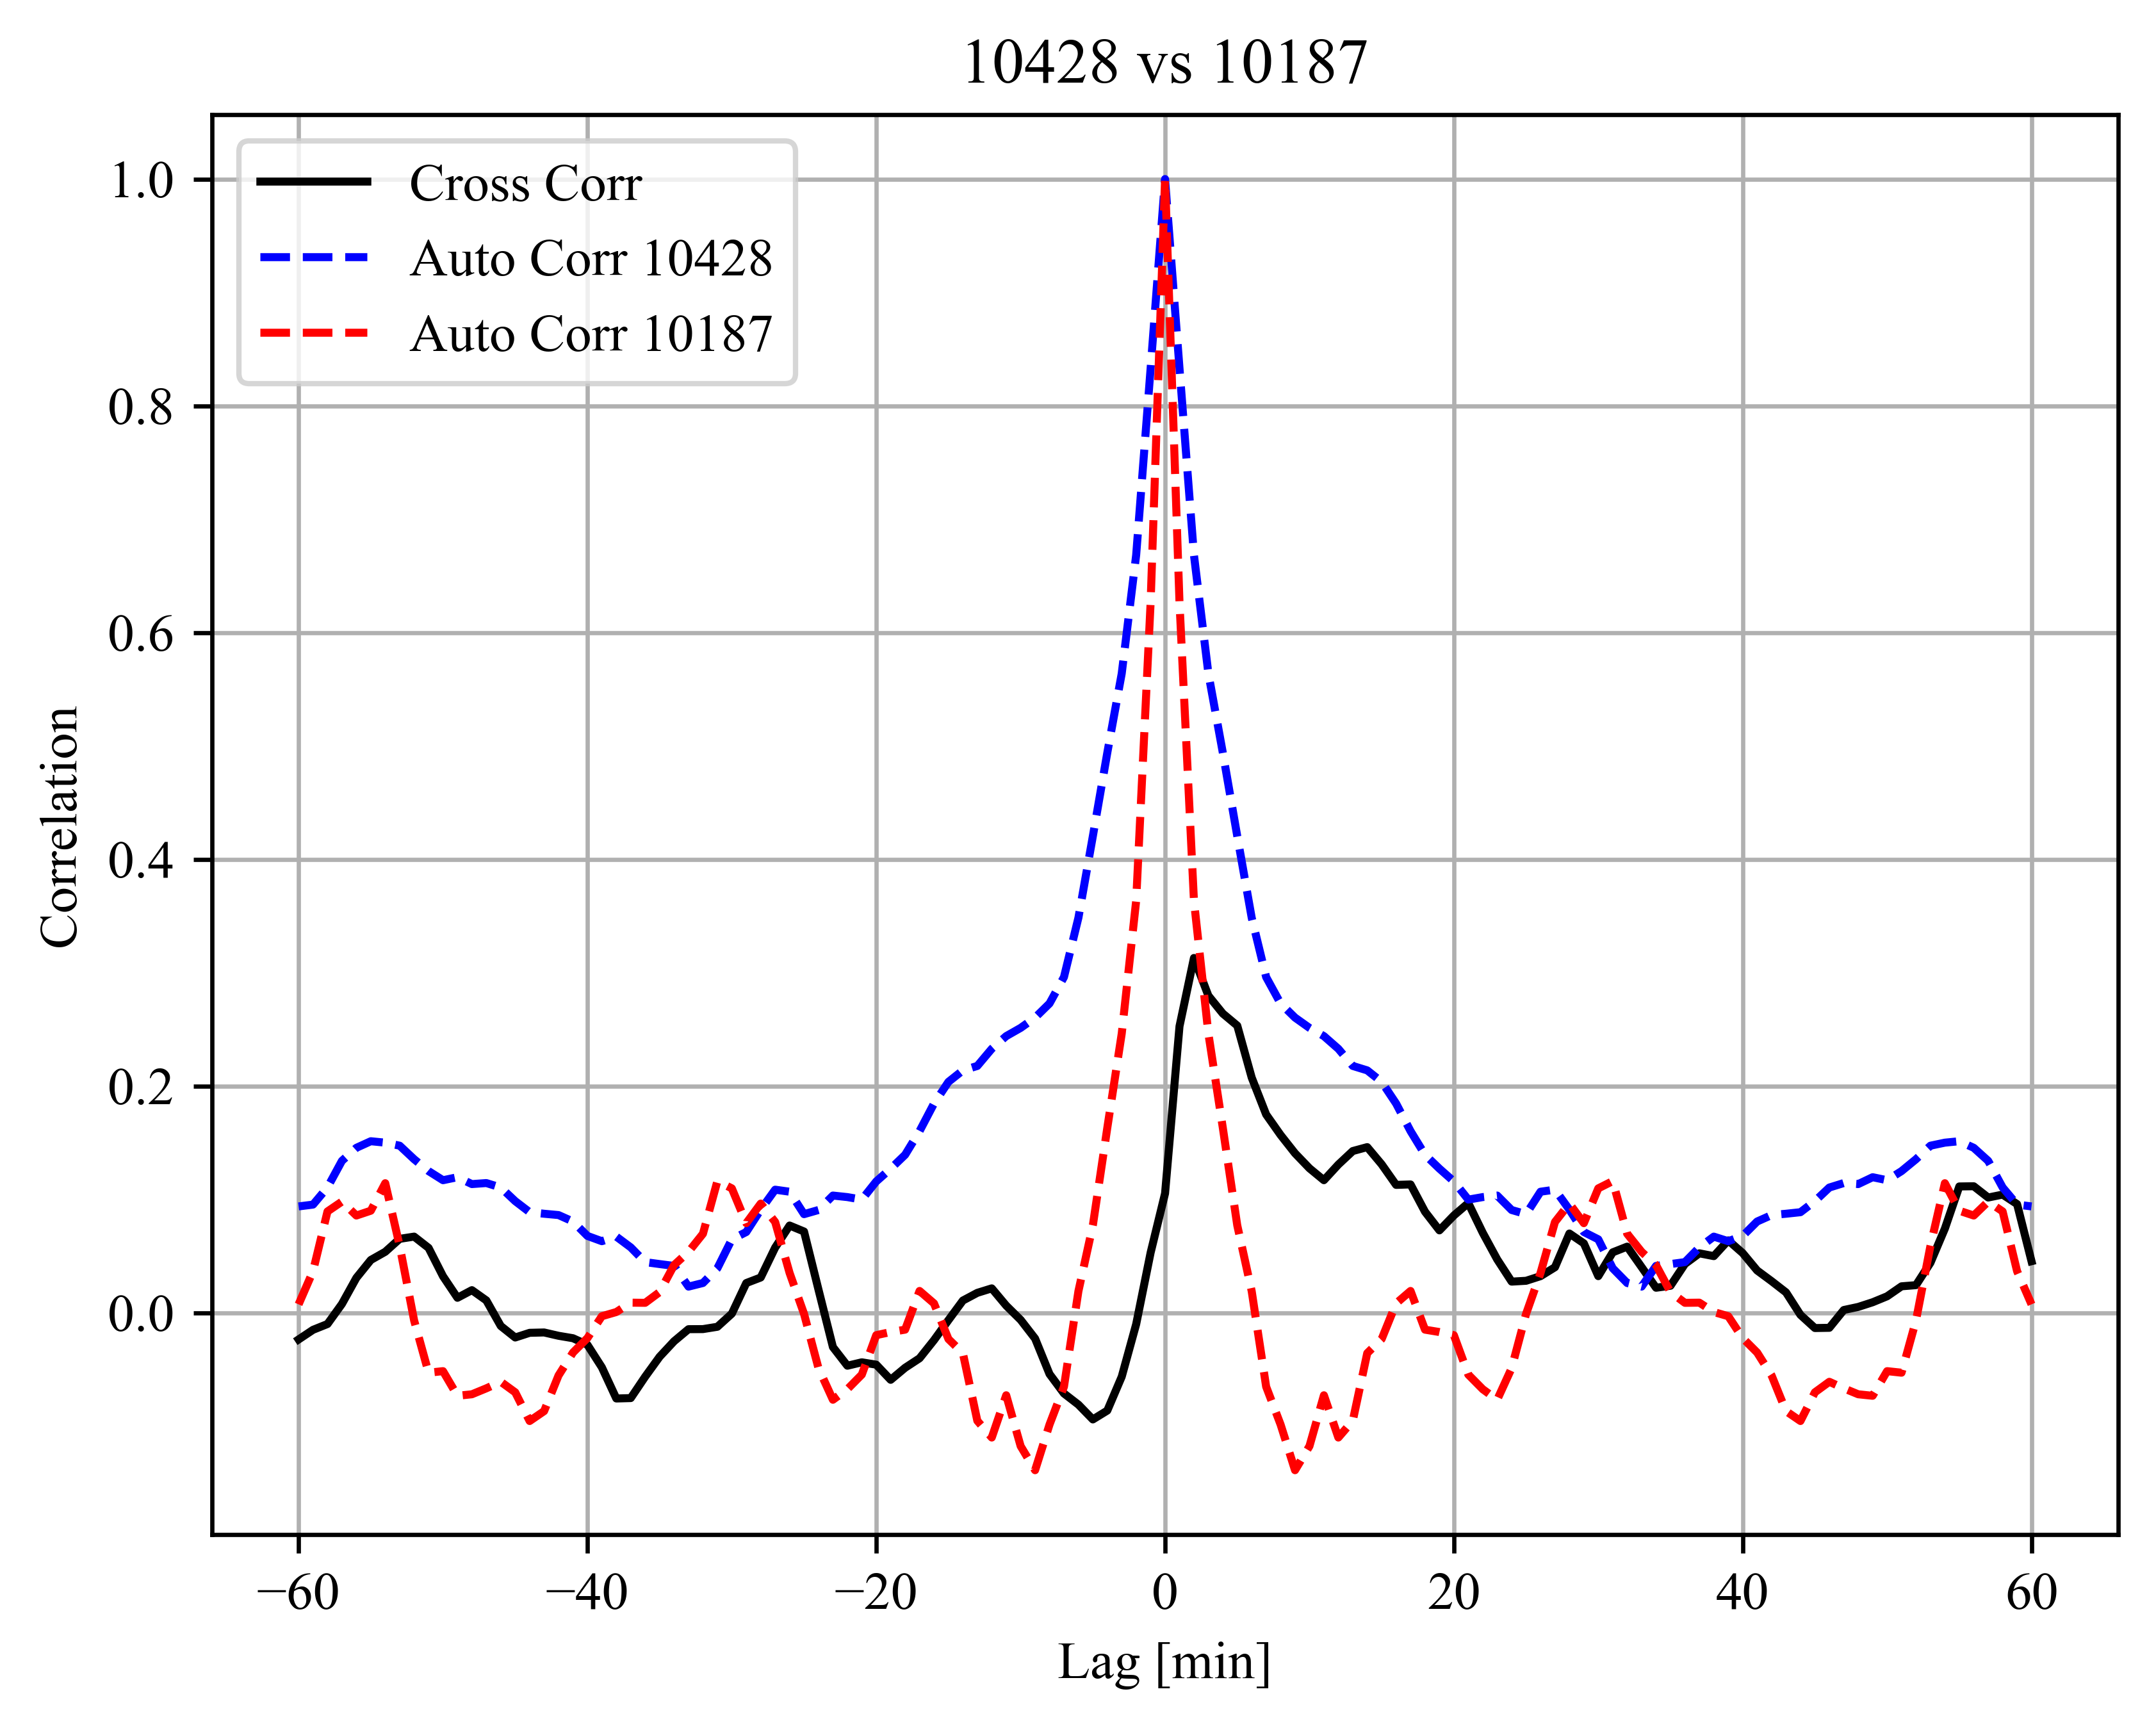 10428 vs 10187
Cross Corr
Auto Corr 10428
Auto Corr 10187
1.0
0.8
0.6
0.4
0.2
0.0
Correlation
−60
−40
−20
0
20
40
60
Lag [min]